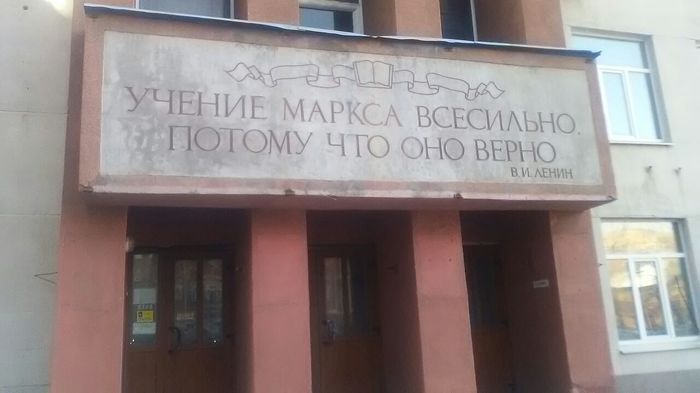 УЧЕНИЕ МАРКСА ВСЕСИЛЬНО,
ПОТОМУ ЧТО ОНО ВЕРНО
В.И. ЛЕНИН